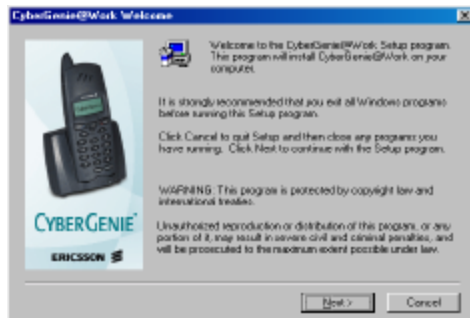 CyberGenie@Work Welcome
Welcome to the CyberGenie@Work Setup program.
This program will install CyberGenie@Work on your
computer.
It is strongly recommended that you exit all Windows programs
before running this Setup program.
Click Cancel to quit Setup and then close any programs you
have running. Click Next to continue with the Setup program.
WARNING: This program is protected by copyright law and
international treaties.
Unauthorized reproduction or distribution of this program, or any
portion of it, may result in severe civil and criminal penalties, and
will be prosecuted to the maximum extent possible under law.
CYBERGENIE
ERICSSON
Next >
Cancel